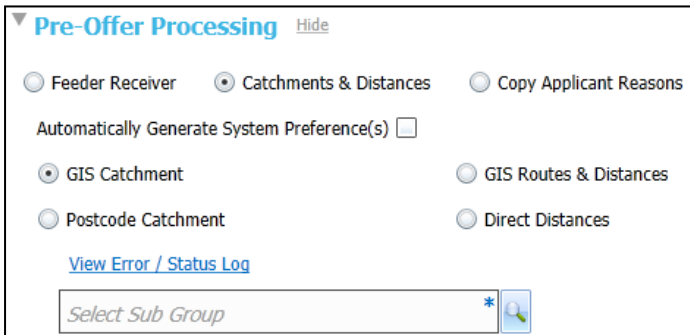 Pre-Offer Processing Hide
Feeder Receiver Catchments & Distances Copy Applicant Reasons
Automatically Generate System Preference(s)
GIS Catchment GIS Routes & Distances
Postcode Catchment Direct Distances
View Error / Status Log
Select Sub Group *